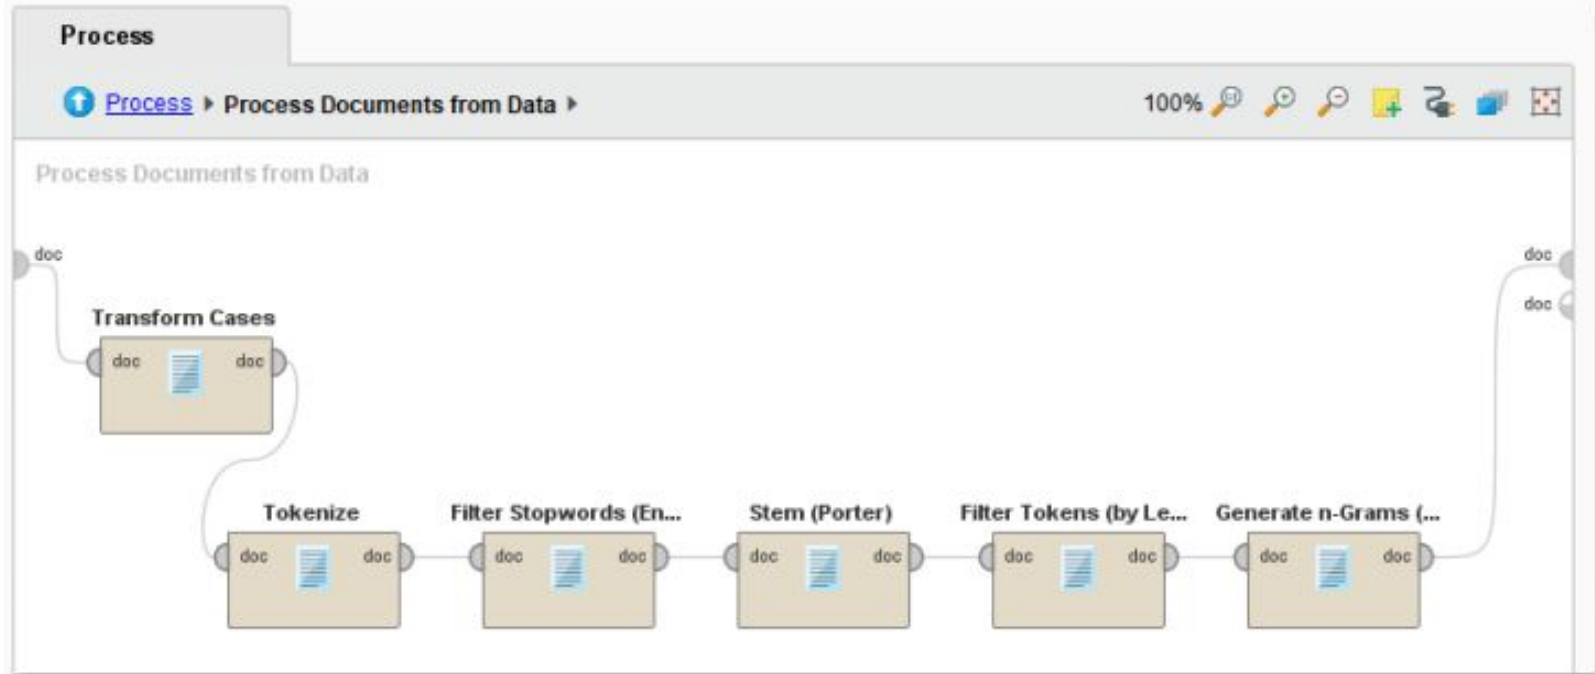 Process
Process ▸ Process Documents from Data ▸ 100%
Process Documents from Data
doc doc
doc
Transform Cases
doc doc
Tokenize Filter Stopwords (En... Stem (Porter) Filter Tokens (by Le... Generate n-Grams (...
doc doc doc doc doc doc doc doc doc doc